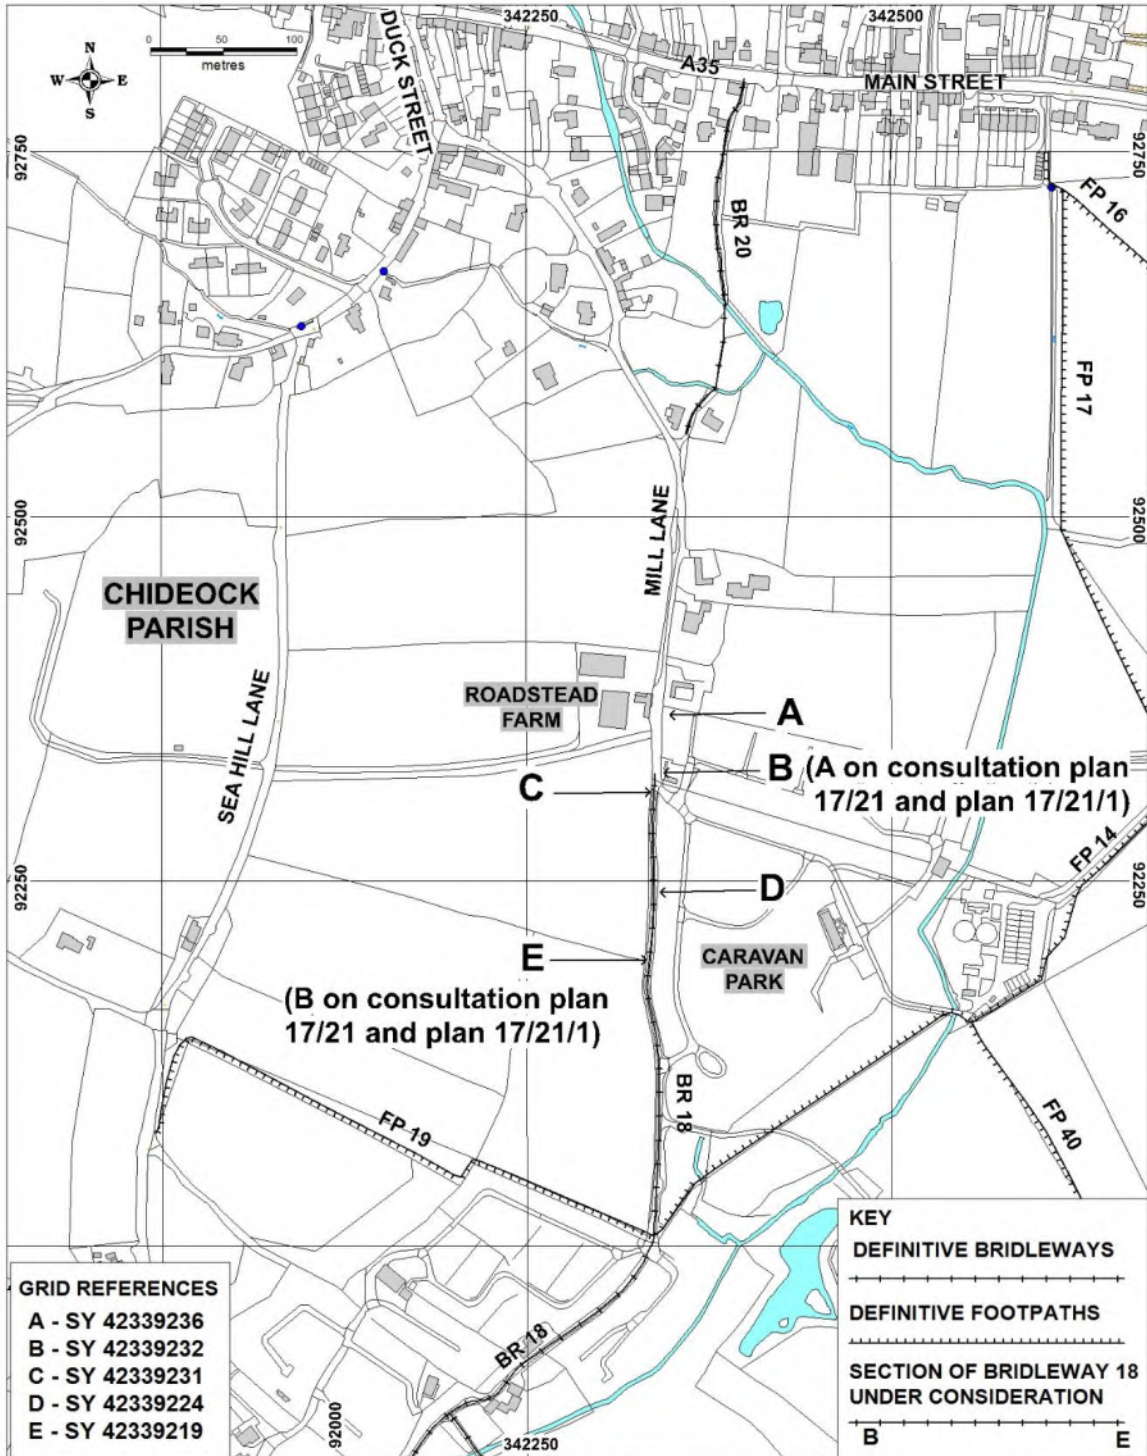 342250
342500
N
W E
S
0 50 100
metres
DUCK STREET
A35
MAIN STREET
92750
92750
BR 20
FP 16
FP 17
92500
92500
MILL LANE
CHIDEOCK
PARISH
SEA HILL LANE
ROADSTEAD
FARM
A
B (A on consultation plan
17/21 and plan 17/21/1)
C
FP 14
92250
92250
D
E
CARAVAN
PARK
(B on consultation plan
17/21 and plan 17/21/1)
BR 18
FP 19
FP 40
BR 18
92000
342250
GRID REFERENCES
A - SY 42339236
B - SY 42339232
C - SY 42339231
D - SY 42339224
E - SY 42339219
KEY
DEFINITIVE BRIDLEWAYS
DEFINITIVE FOOTPATHS
SECTION OF BRIDLEWAY 18
UNDER CONSIDERATION
B E